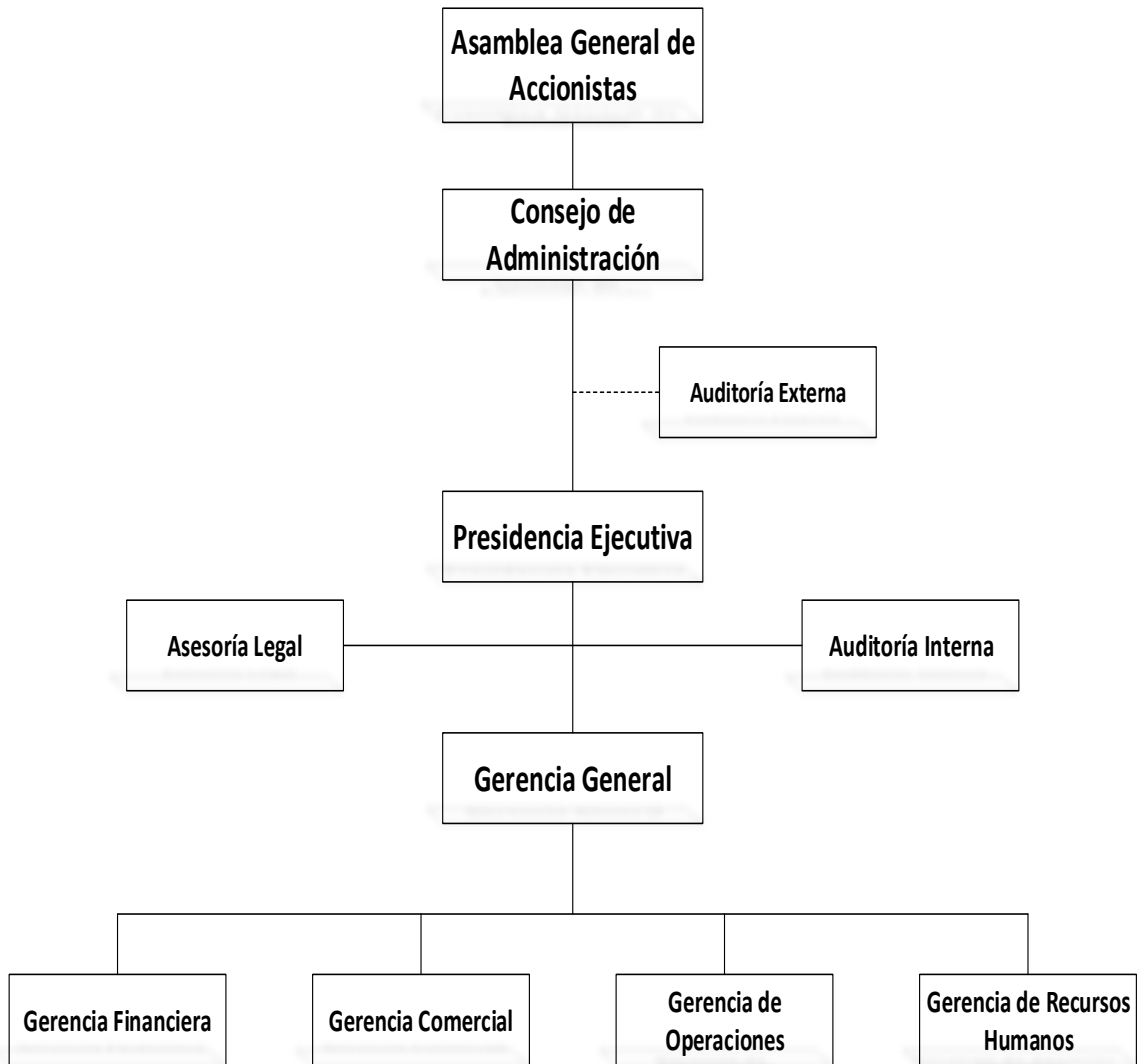 Asamblea General de
Accionistas
Consejo de
Administración
Auditoría Externa
Presidencia Ejecutiva
Asesoría Legal
Auditoría Interna
Gerencia General
Gerencia Financiera
Gerencia Comercial
Gerencia de
Operaciones
Gerencia de Recursos
Humanos